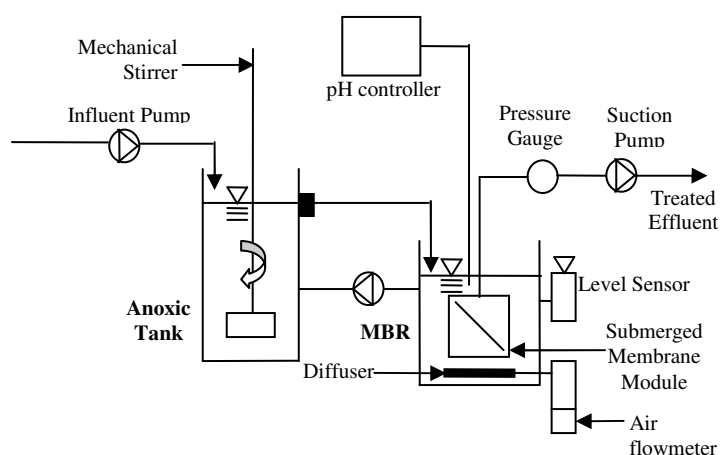 Mechanical
Stirrer
pH controller
Influent Pump
Pressure
Gauge
Suction
Pump
Treated
Effluent
Anoxic
Tank
MBR
Level Sensor
Submerged
Membrane
Module
Diffuser
Air
flowmeter